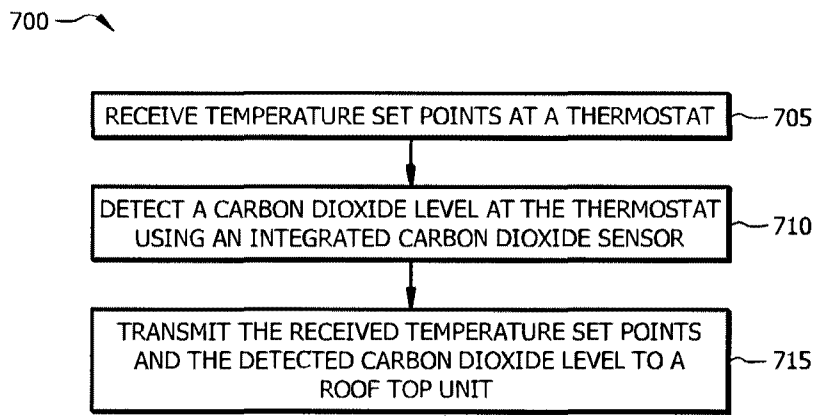 700
RECEIVE TEMPERATURE SET POINTS AT A THERMOSTAT
705
DETECT A CARBON DIOXIDE LEVEL AT THE THERMOSTAT
USING AN INTEGRATED CARBON DIOXIDE SENSOR
710
TRANSMIT THE RECEIVED TEMPERATURE SET POINTS
AND THE DETECTED CARBON DIOXIDE LEVEL TO A
ROOF TOP UNIT
715